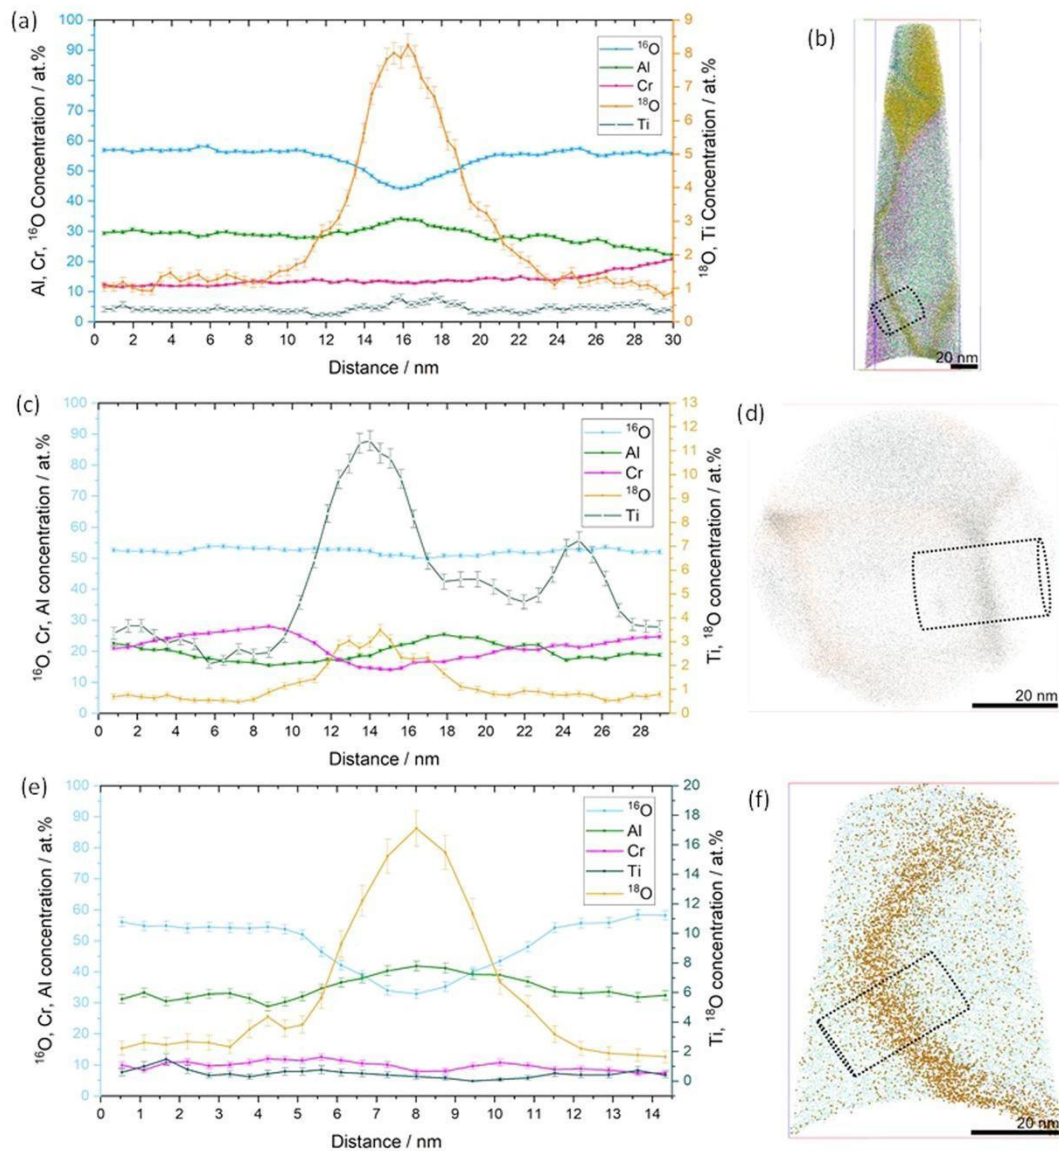 (a)
100
90
80
70
60
50
40
30
20
10
0
Al, Cr, ¹⁶O Concentration / at.%
0 2 4 6 8 10 12 14 16 18 20 22 24 26 28 30
Distance / nm
¹⁶O
Al
Cr
¹⁸O
Ti
9
8
7
6
5
4
3
2
1
0
¹⁸O, Ti Concentration / at.%
(b)
20 nm
(c)
100
90
80
70
60
50
40
30
20
10
0
¹⁶O, Cr, Al concentration / at.%
0 2 4 6 8 10 12 14 16 18 20 22 24 26 28
Distance / nm
¹⁶O
Al
Cr
¹⁸O
Ti
13
12
11
10
9
8
7
6
5
4
3
2
1
0
Ti, ¹⁸O concentration / at.%
(d)
20 nm
(e)
100
90
80
70
60
50
40
30
20
10
0
¹⁶O, Cr, Al concentration / at.%
0 1 2 3 4 5 6 7 8 9 10 11 12 13 14
Distance / nm
¹⁶O
Al
Cr
Ti
¹⁸O
20
18
16
14
12
10
8
6
4
2
0
Ti, ¹⁸O concentration / at.%
(f)
20 nm